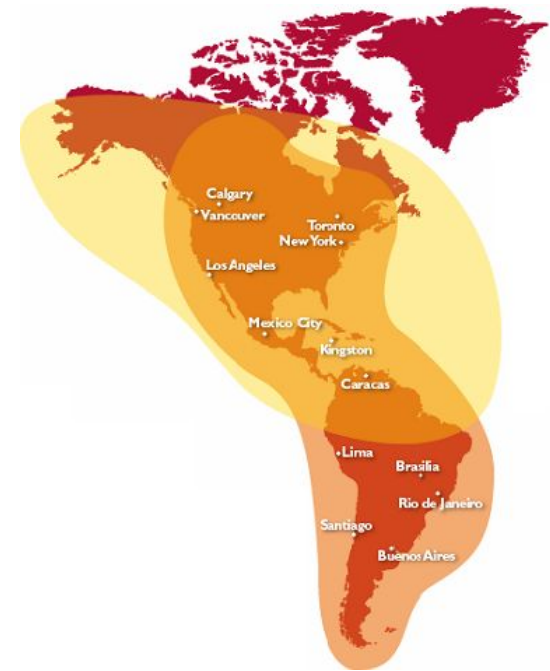 Calgary
Vancouver
Toronto
New York
Los Angeles
Mexico City
Kingston
Caracas
Lima
Brasilia
Rio de Janeiro
Santiago
Buenos Aires